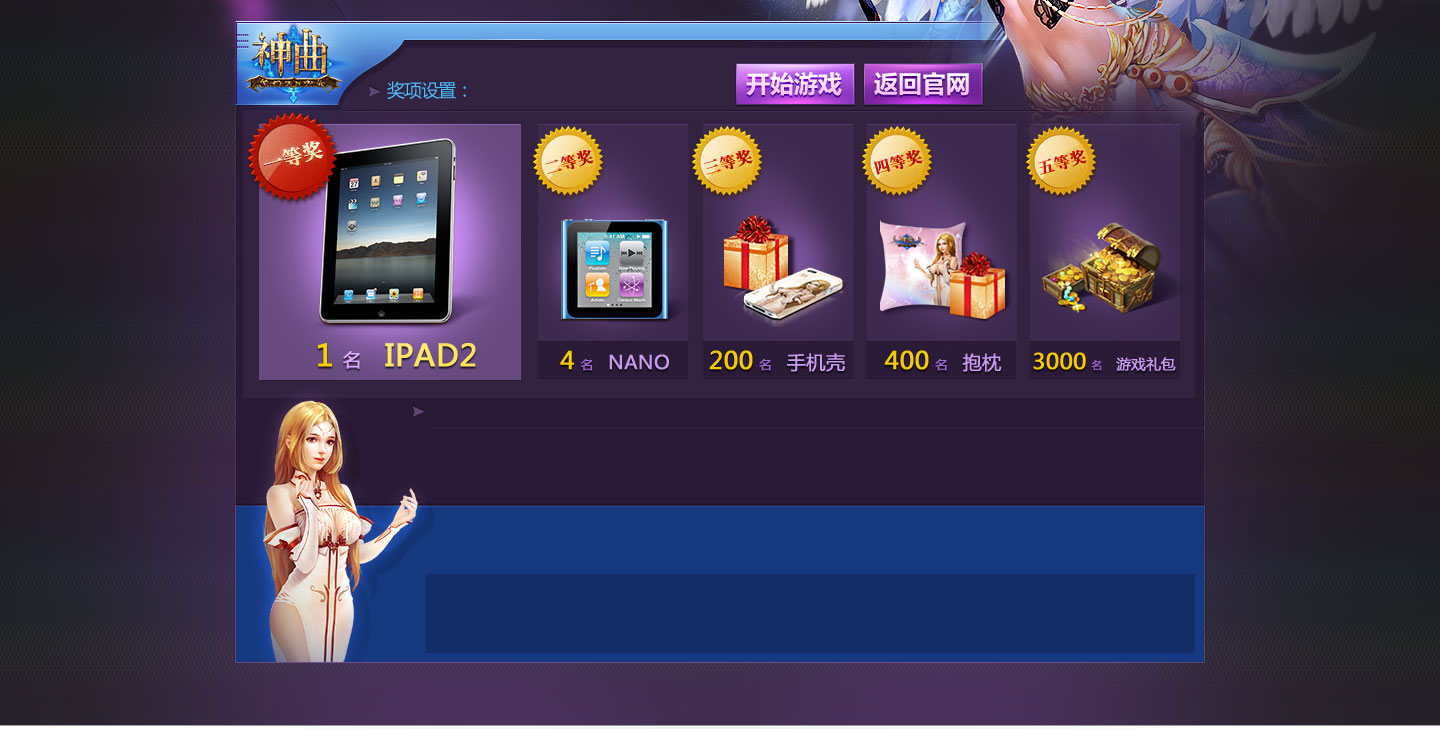 神曲
奖项设置：
开始游戏
返回官网
一等奖
1 名 IPAD2
二等奖
4 名 NANO
三等奖
200 名 手机壳
四等奖
400 名 抱枕
五等奖
3000 名 游戏礼包